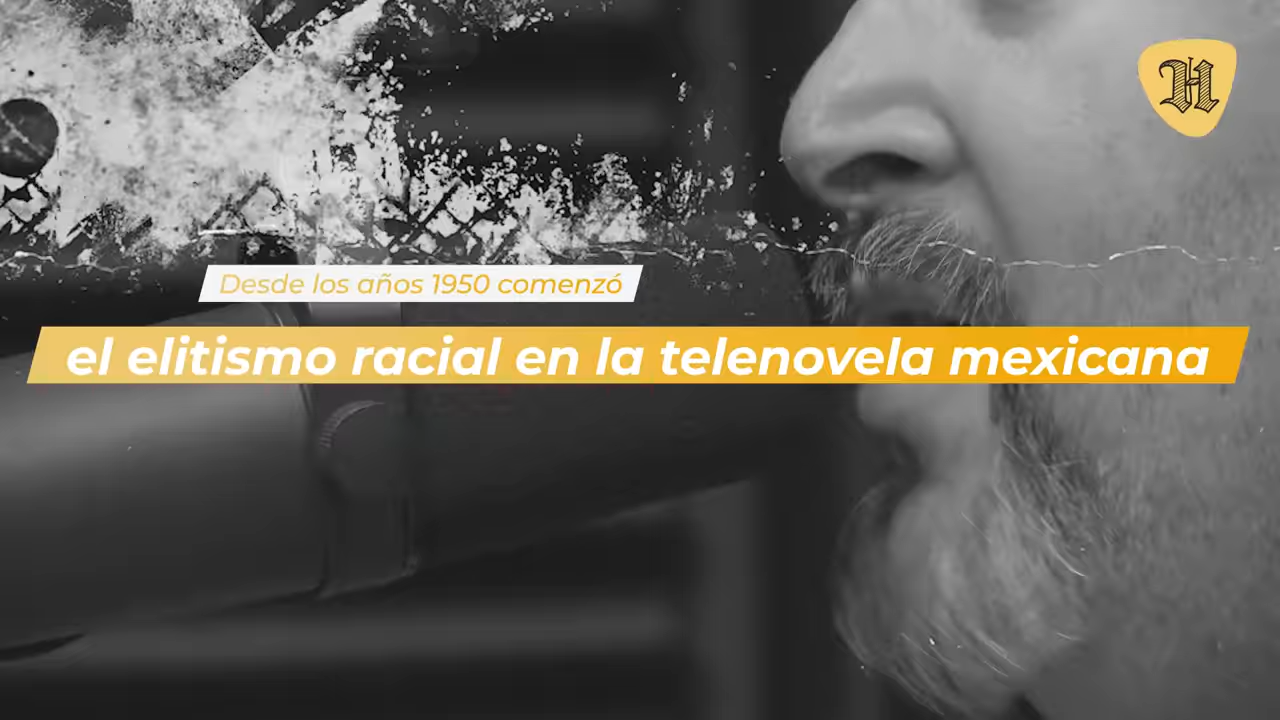 H
Desde los años 1950 comenzó
el elitismo racial en la telenovela mexicana